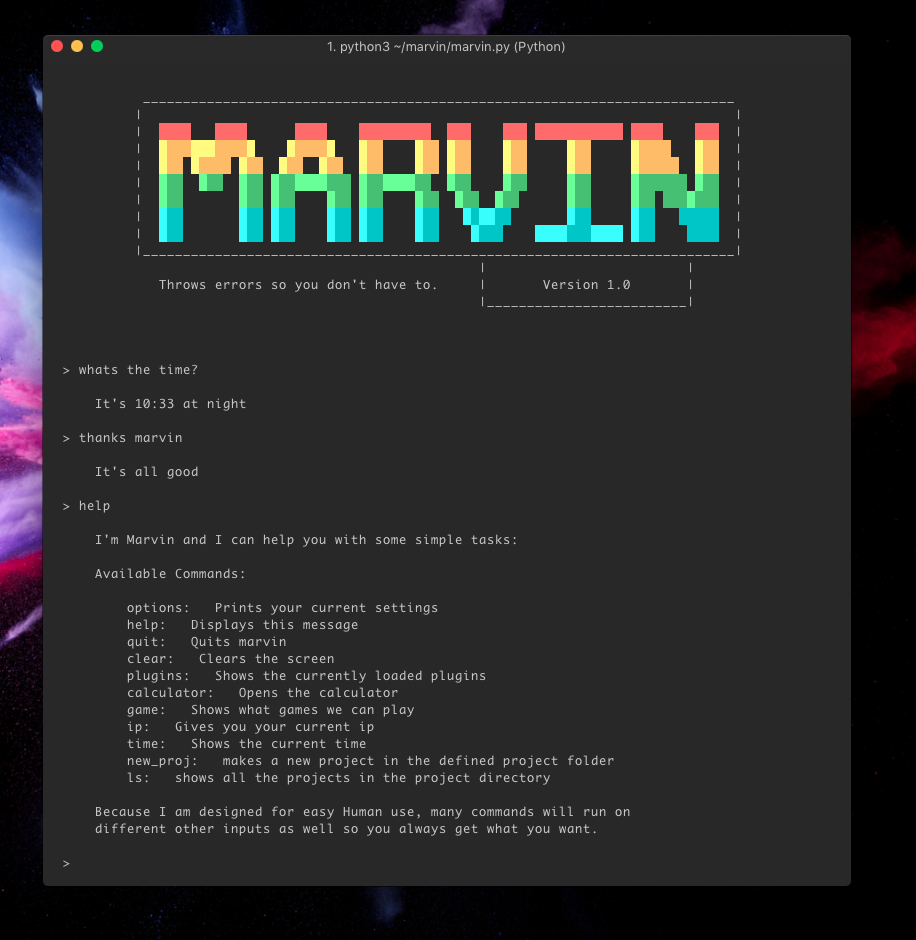 1. python3 ~/marvin/marvin.py (Python)
MARVIN
Throws errors so you don't have to.
Version 1.0
> whats the time?
It's 10:33 at night
> thanks marvin
It's all good
> help
I'm Marvin and I can help you with some simple tasks:
Available Commands:
options:   Prints your current settings
help:   Displays this message
quit:   Quits marvin
clear:   Clears the screen
plugins:   Shows the currently loaded plugins
calculator:   Opens the calculator
game:   Shows what games we can play
ip:   Gives you your current ip
time:   Shows the current time
new_proj:   makes a new project in the defined project folder
ls:   shows all the projects in the project directory
Because I am designed for easy Human use, many commands will run on
different other inputs as well so you always get what you want.
>